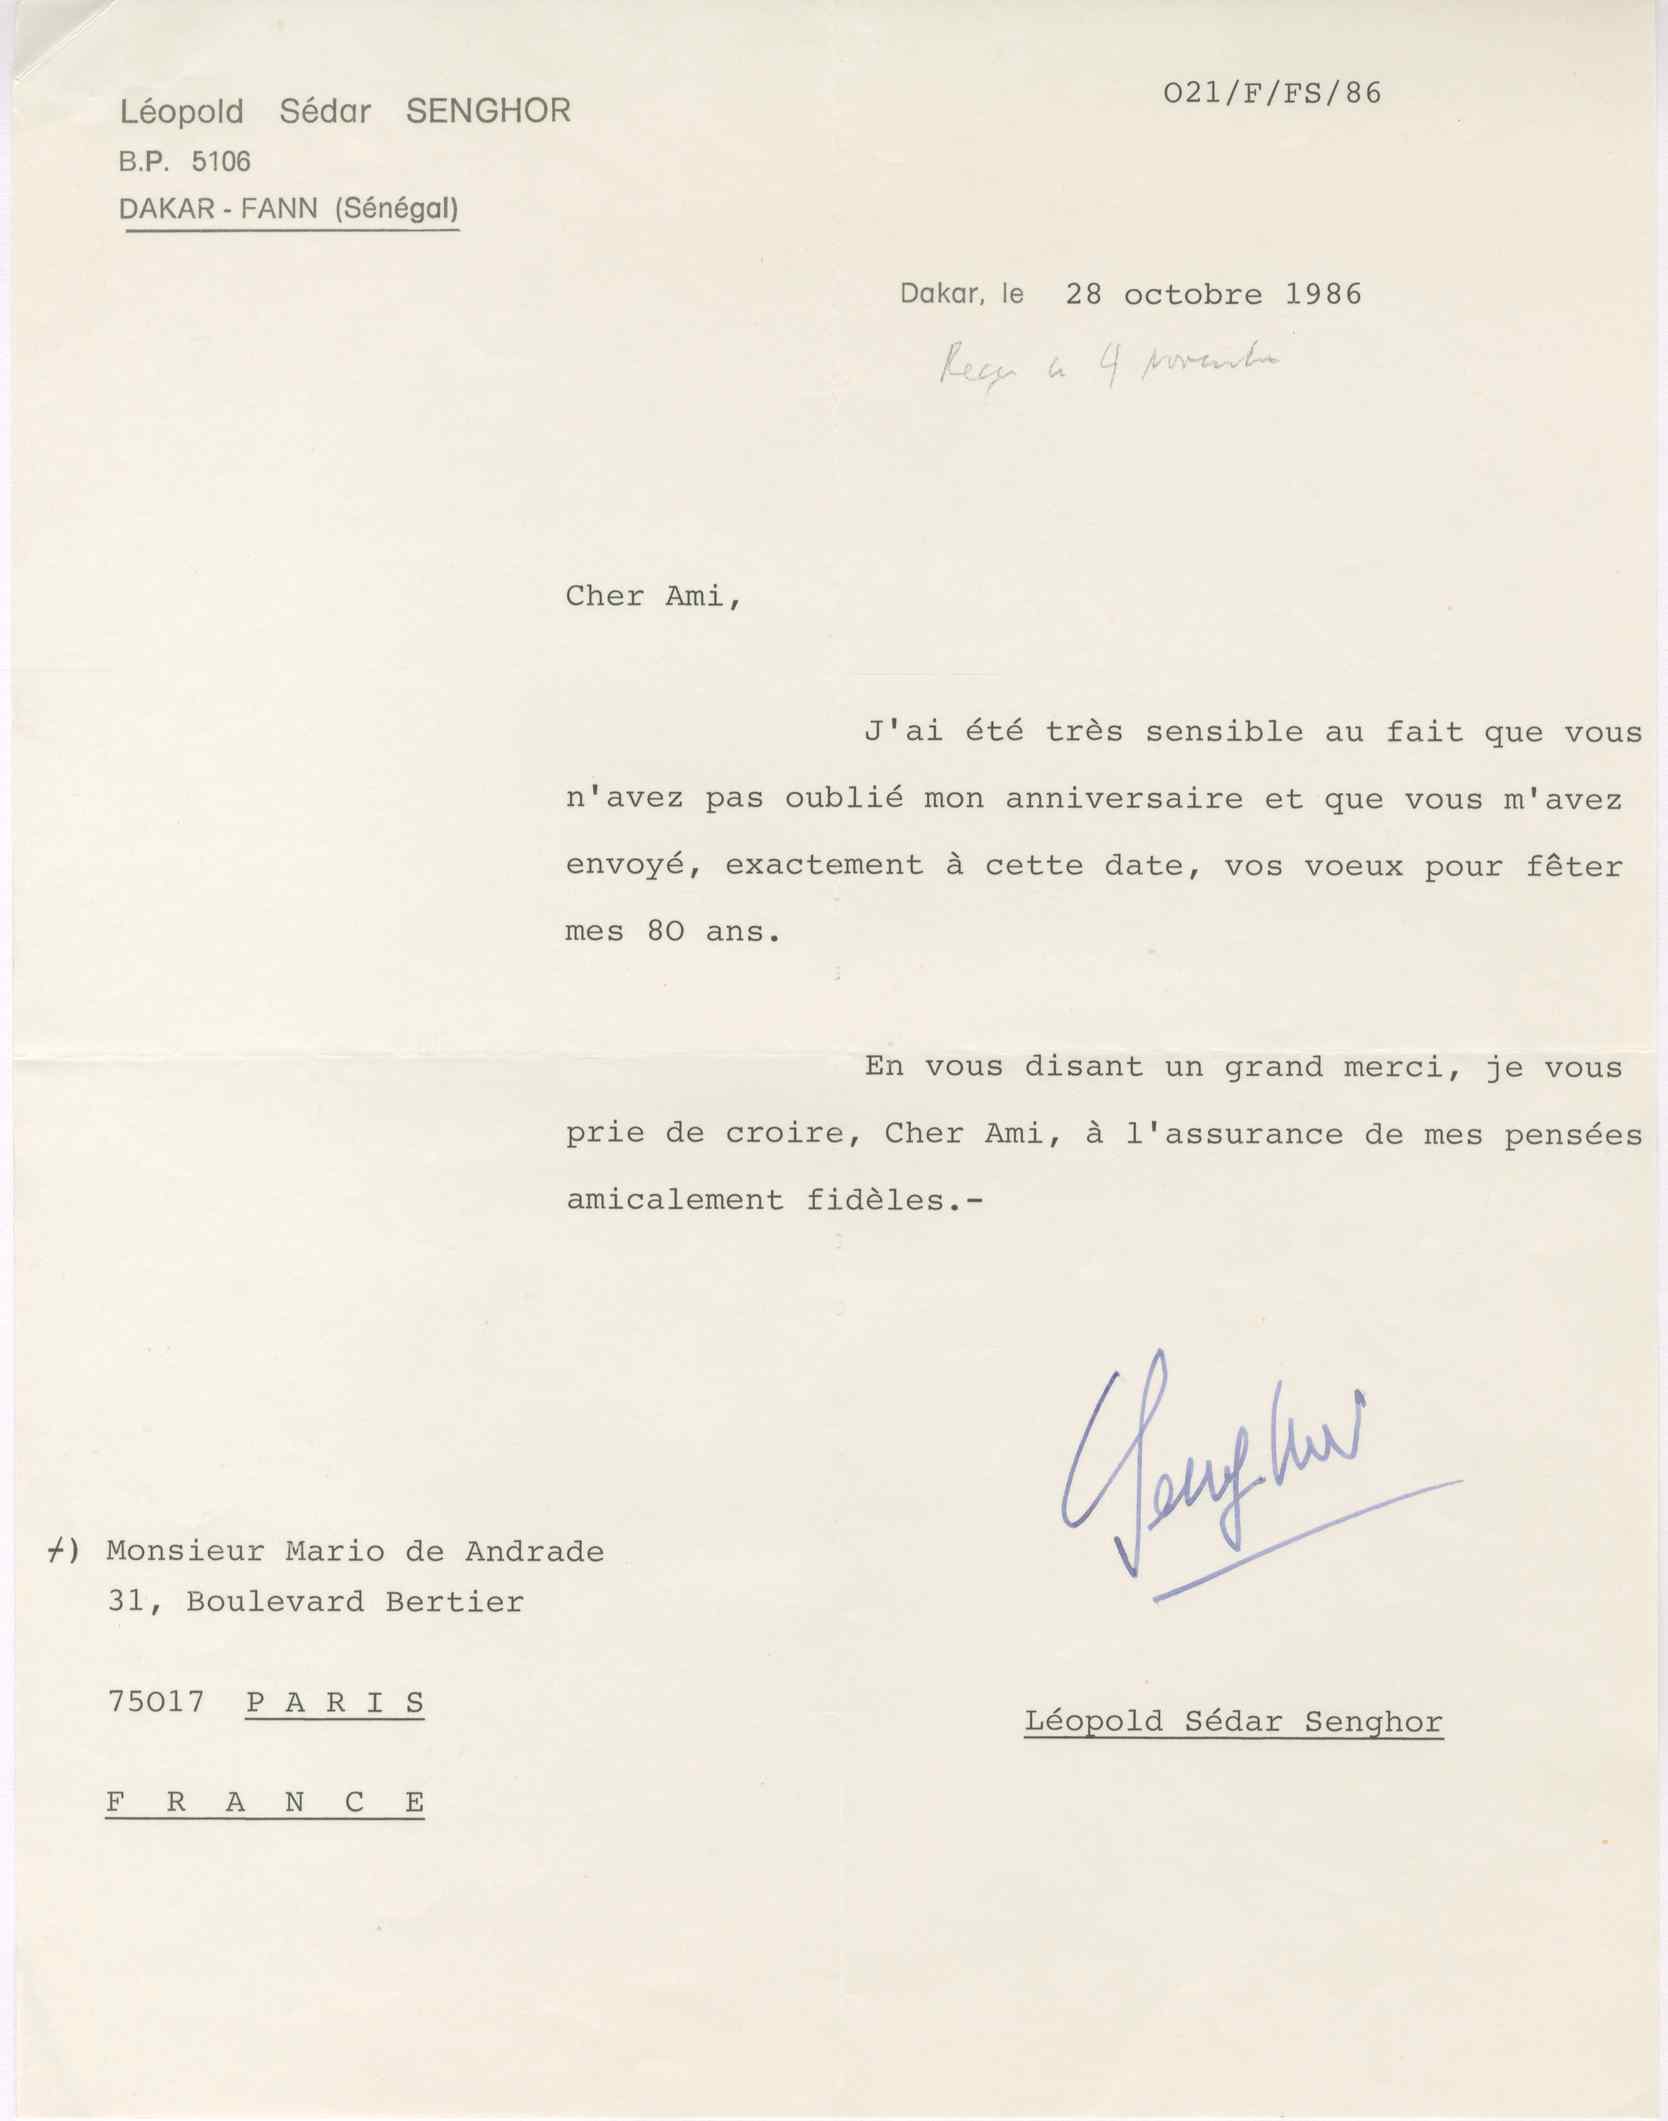 Léopold Sédar SENGHOR
B.P. 5106
DAKAR - FANN (Sénégal)
O21/F/FS/86
Dakar, le 28 octobre 1986
Reçu le 4 novembre
Cher Ami,
J'ai été très sensible au fait que vous
n'avez pas oublié mon anniversaire et que vous m'avez
envoyé, exactement à cette date, vos voeux pour fêter
mes 8O ans.
En vous disant un grand merci, je vous
prie de croire, Cher Ami, à l'assurance de mes pensées
amicalement fidèles.-
Senghor
≠) Monsieur Mario de Andrade
31, Boulevard Bertier
75O17 P A R I S
F R A N C E
Léopold Sédar Senghor